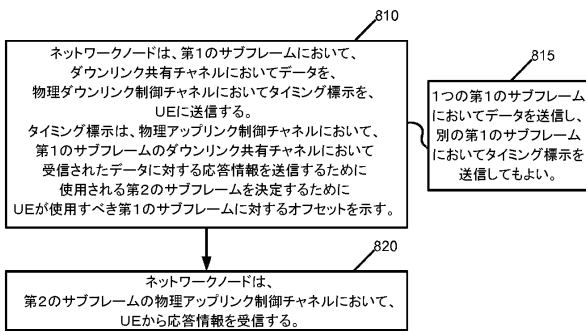 810
ネットワークノードは、第1のサブフレームにおいて、
ダウンリンク共有チャネルにおいてデータを、
物理ダウンリンク制御チャネルにおいてタイミング標示を、
UEに送信する。
タイミング標示は、物理アップリンク制御チャネルにおいて、
第1のサブフレームのダウンリンク共有チャネルにおいて
受信されたデータに対する応答情報を送信するために
使用される第2のサブフレームを決定するために
UEが使用すべき第1のサブフレームに対するオフセットを示す。
815
1つの第1のサブフレーム
においてデータを送信し、
別の第1のサブフレーム
においてタイミング標示を
送信してもよい。
820
ネットワークノードは、
第2のサブフレームの物理アップリンク制御チャネルにおいて、
UEから応答情報を受信する。